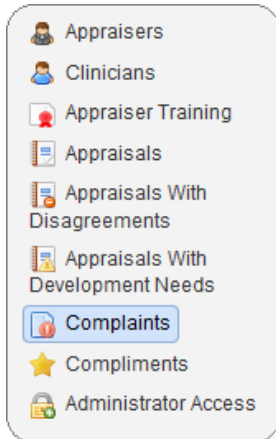 Appraisers
Clinicians
Appraiser Training
Appraisals
Appraisals With
Disagreements
Appraisals With
Development Needs
Complaints
Compliments
Administrator Access